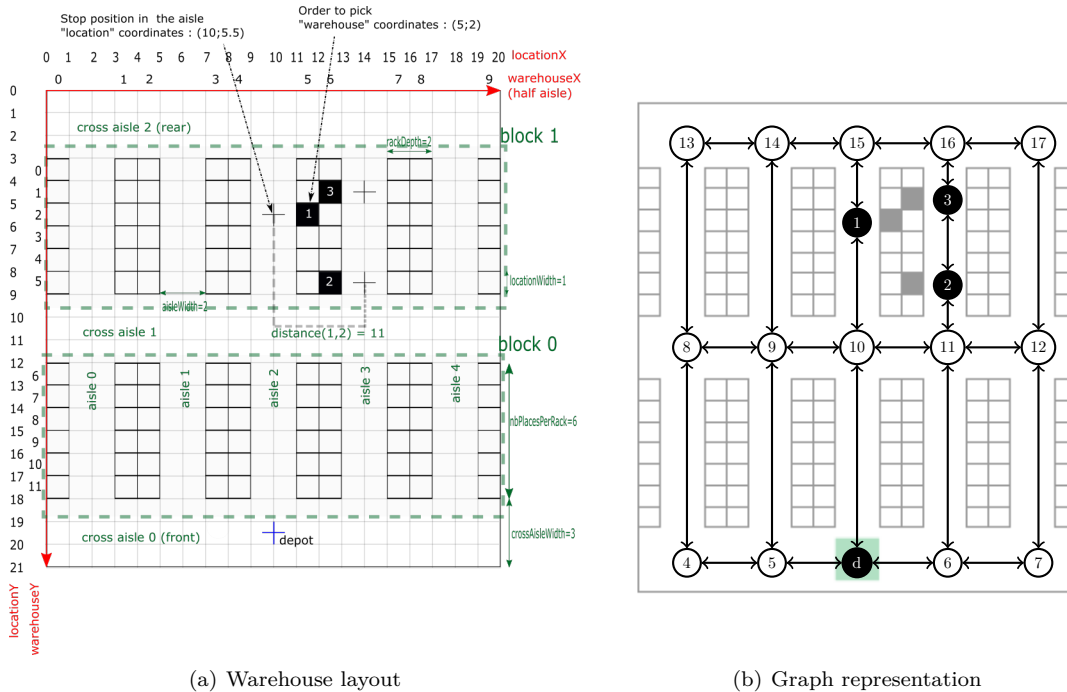 Stop position in the aisle
"location" coordinates : (10;5.5)
Order to pick
"warehouse" coordinates : (5;2)
0 1 2 3 4 5 6 7 8 9 10 11 12 13 14 15 16 17 18 19 20 locationX
0 1 2 3 4 5 6 7 8 9 warehouseX
(half aisle)
0
1
cross aisle 2 (rear)
2
block 1
rackDepth=2
3
0
4
1
3
5
2
1
6
3
7
4
8
5
2
locationWidth=1
9
aisleWidth=2
10
cross aisle 1
distance(1,2) = 11
11
block 0
12
6
aisle 0
aisle 1
aisle 2
aisle 3
aisle 4
13
7
14
8
nbPlacesPerRack=6
15
9
16
10
17
11
18
19
cross aisle 0 (front)
depot
crossAisleWidth=3
20
21
locationY
warehouseY
(a) Warehouse layout
13 14 15 16 17
3
1
2
8 9 10 11 12
4 5 d 6 7
(b) Graph representation